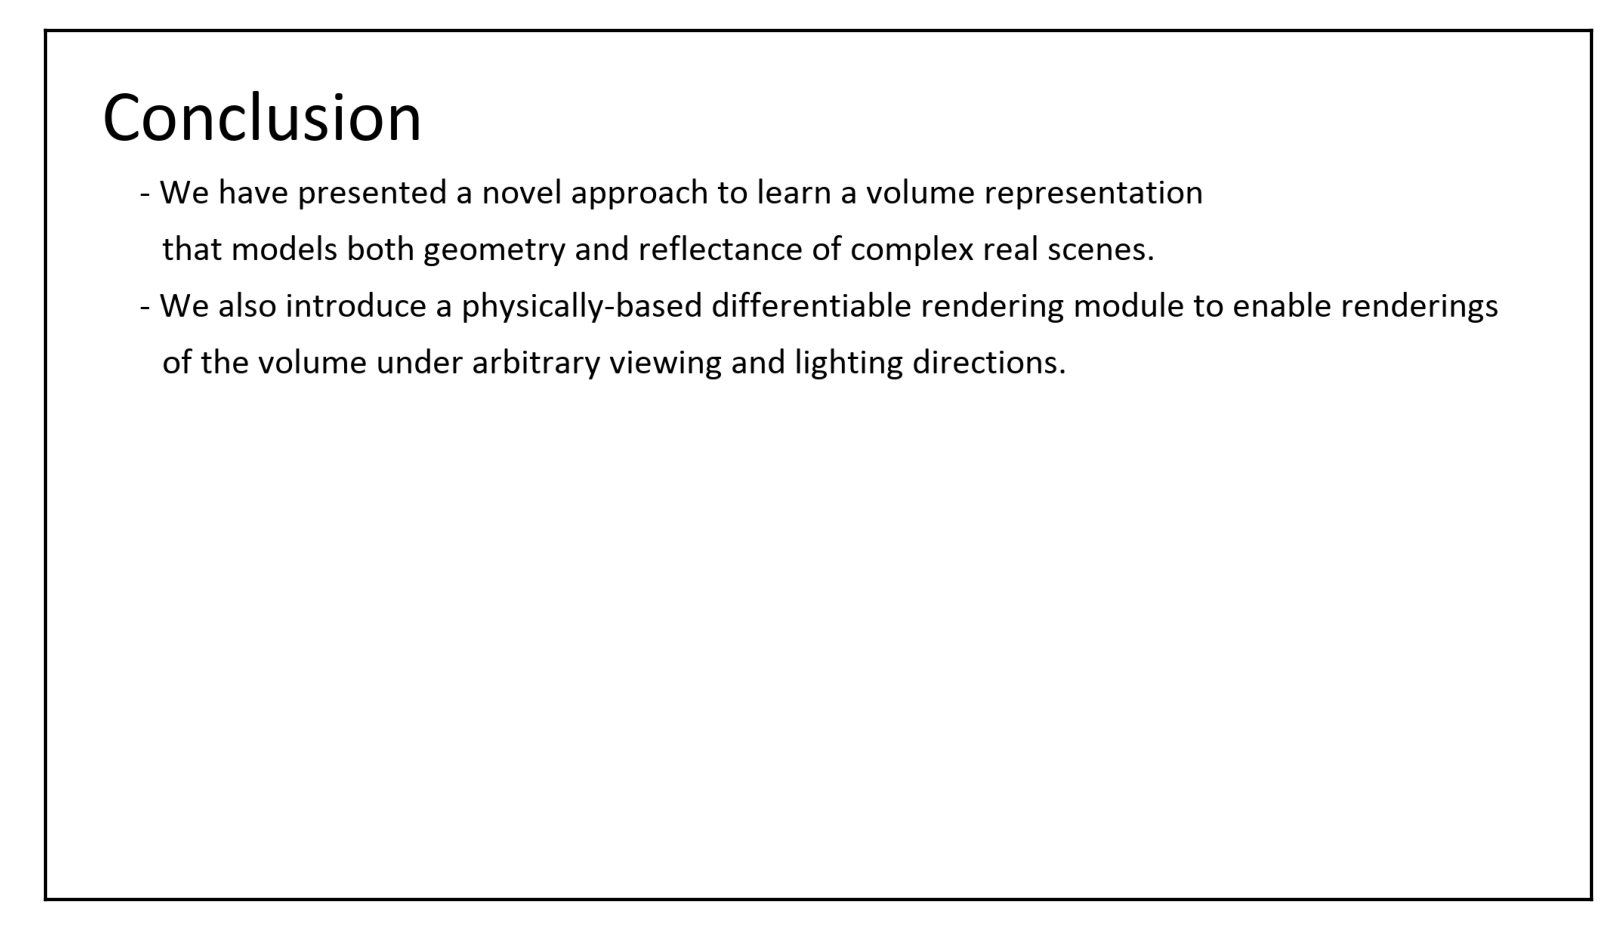 Conclusion
- We have presented a novel approach to learn a volume representation
that models both geometry and reflectance of complex real scenes.
- We also introduce a physically-based differentiable rendering module to enable renderings
of the volume under arbitrary viewing and lighting directions.